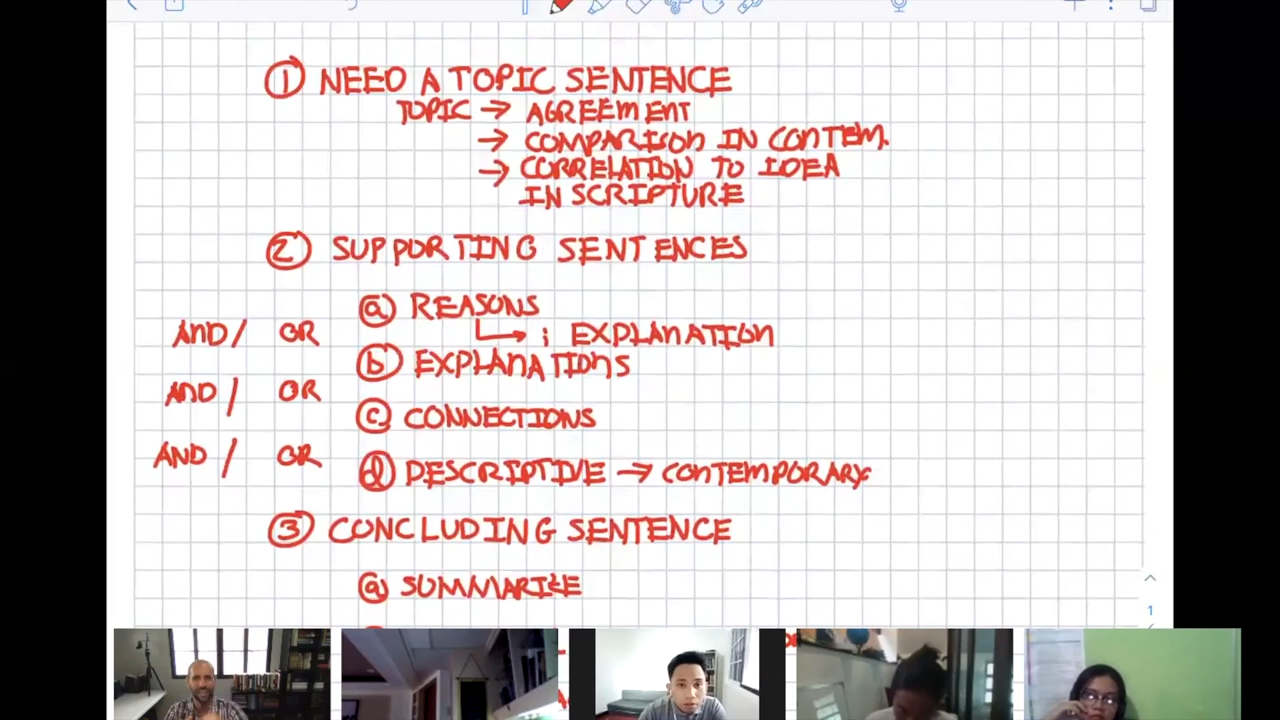 ① NEED A TOPIC SENTENCE
TOPIC → AGREEMENT
→ COMPARISON IN CONTEM.
→ CORRELATION TO IDEA
IN SCRIPTURE
② SUPPORTING SENTENCES
ⓐ REASONS
AND / OR
↳ i EXPLANATION
ⓑ EXPLANATIONS
AND / OR
ⓒ CONNECTIONS
AND / OR
ⓓ DESCRIPTIVE → CONTEMPORARY
③ CONCLUDING SENTENCE
ⓐ SUMMARIZE
1